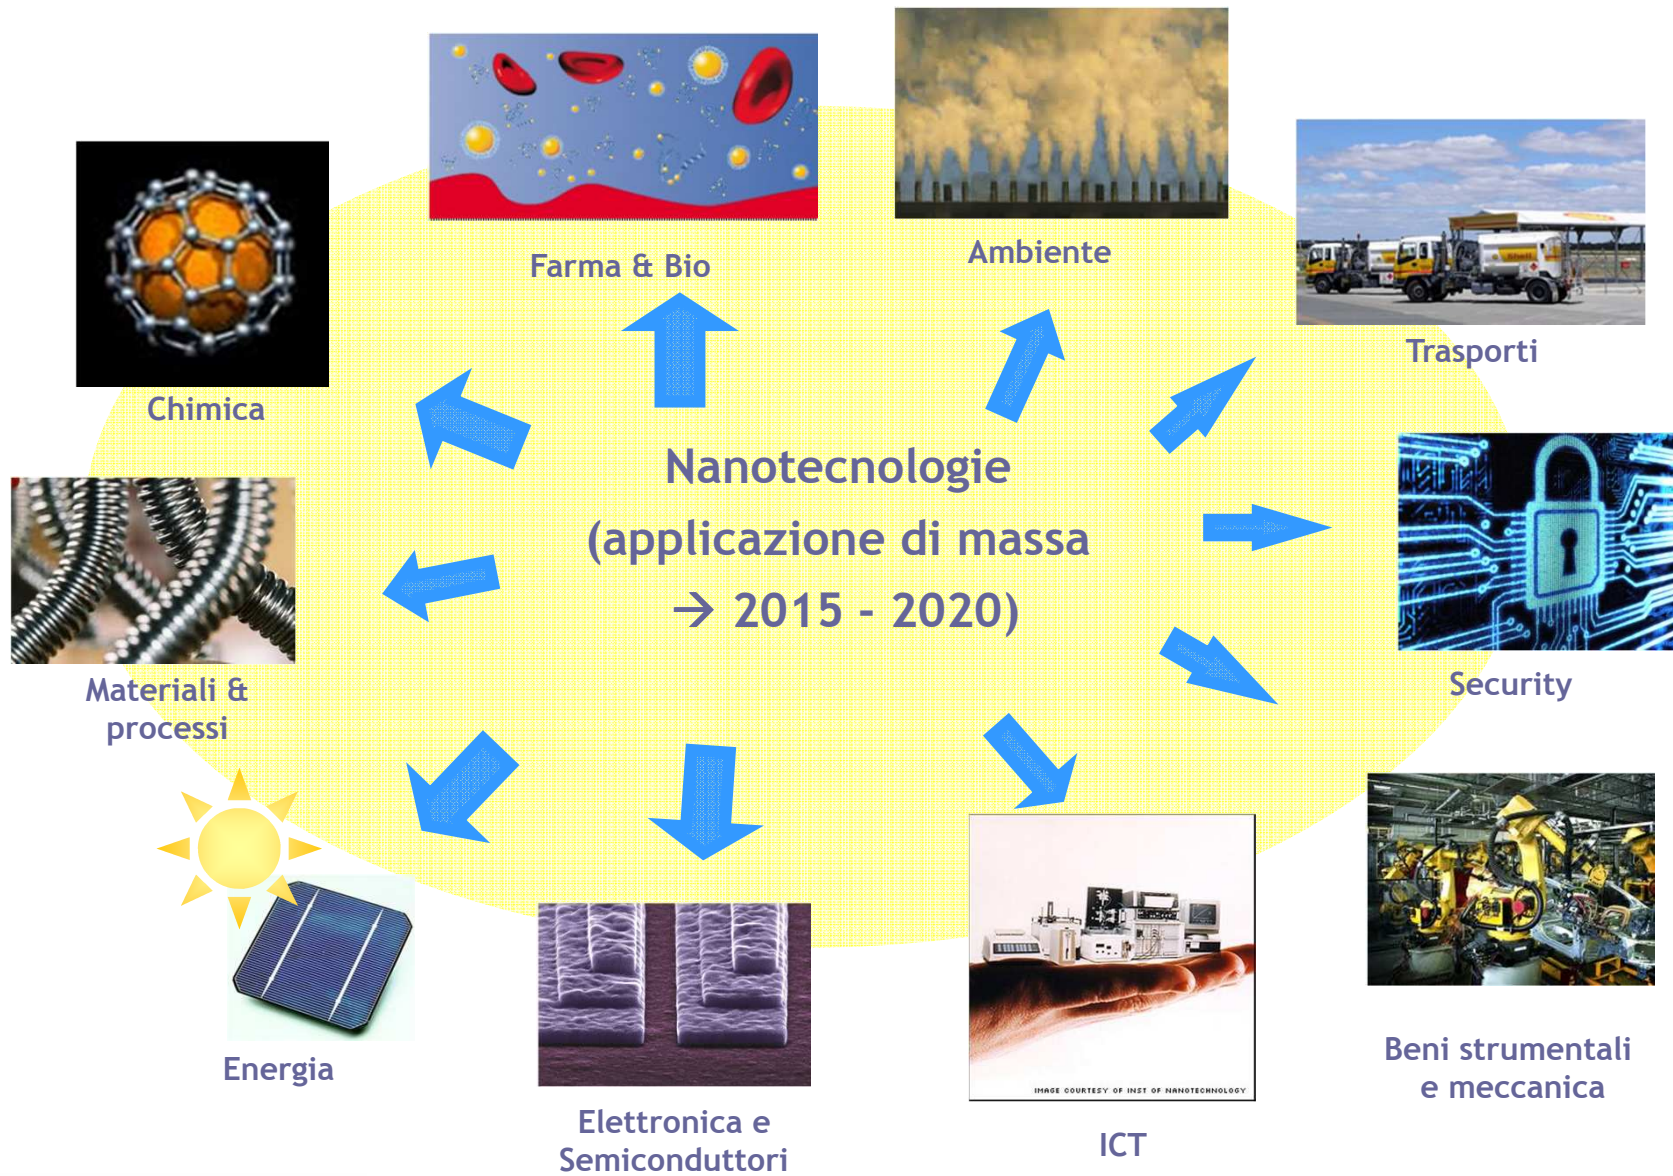 Farma & Bio
Ambiente
Shell
Trasporti
Chimica
Nanotecnologie
(applicazione di massa
→ 2015 - 2020)
Materiali &
processi
Security
Energia
Beni strumentali
e meccanica
IMAGE COURTESY OF INST OF NANOTECHNOLOGY
Elettronica e
Semiconduttori
ICT